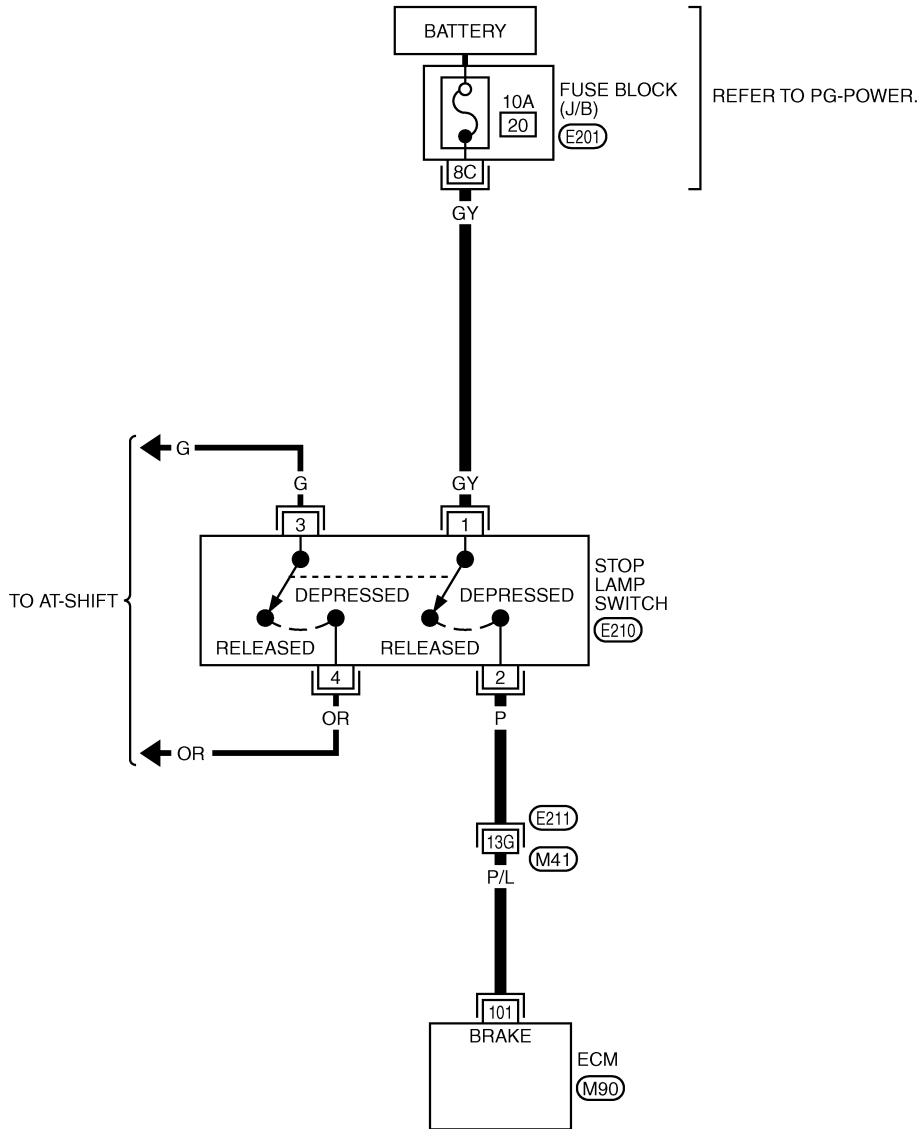 BATTERY
FUSE BLOCK
(J/B)
10A
20
E201
REFER TO PG-POWER.
8C
GY
G
G
GY
3
1
STOP
LAMP
SWITCH
E210
TO AT-SHIFT
DEPRESSED
DEPRESSED
RELEASED
RELEASED
4
2
OR
P
OR
E211
13G
M41
P/L
101
BRAKE
ECM
M90